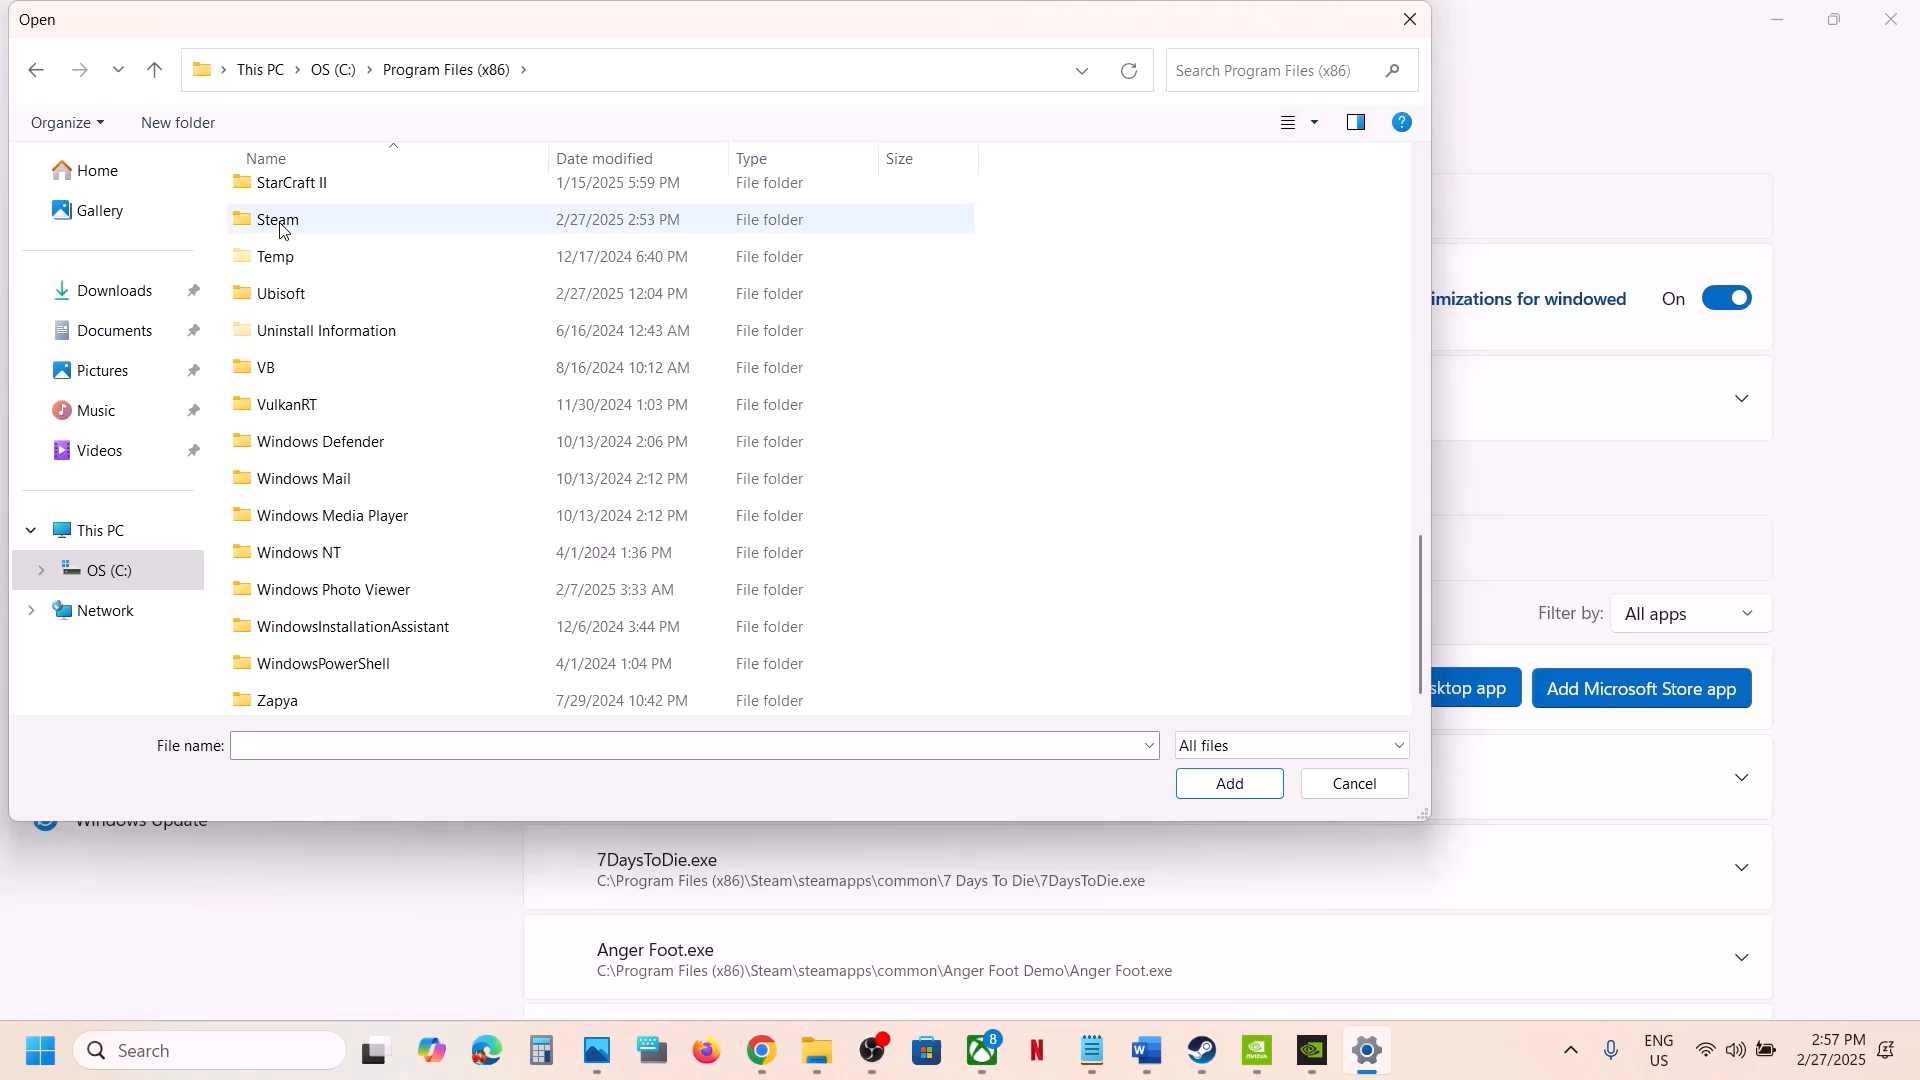 Open
This PC > OS (C:) > Program Files (x86) >
Search Program Files (x86)
Organize
New folder
Name
Date modified
Type
Size
StarCraft II 1/15/2025 5:59 PM File folder
Steam 2/27/2025 2:53 PM File folder
Temp 12/17/2024 6:40 PM File folder
Ubisoft 2/27/2025 12:04 PM File folder
Uninstall Information 6/16/2024 12:43 AM File folder
VB 8/16/2024 10:12 AM File folder
VulkanRT 11/30/2024 1:03 PM File folder
Windows Defender 10/13/2024 2:06 PM File folder
Windows Mail 10/13/2024 2:12 PM File folder
Windows Media Player 10/13/2024 2:12 PM File folder
Windows NT 4/1/2024 1:36 PM File folder
Windows Photo Viewer 2/7/2025 3:33 AM File folder
WindowsInstallationAssistant 12/6/2024 3:44 PM File folder
WindowsPowerShell 4/1/2024 1:04 PM File folder
Zapya 7/29/2024 10:42 PM File folder
Home
Gallery
Downloads
Documents
Pictures
Music
Videos
This PC
OS (C:)
Network
File name:
All files
Add
Cancel
imizations for windowed
On
Filter by:
All apps
sktop app
Add Microsoft Store app
Windows Update
7DaysToDie.exe
C:\Program Files (x86)\Steam\steamapps\common\7 Days To Die\7DaysToDie.exe
Anger Foot.exe
C:\Program Files (x86)\Steam\steamapps\common\Anger Foot Demo\Anger Foot.exe
Search
8
ENG
US
2:57 PM
2/27/2025